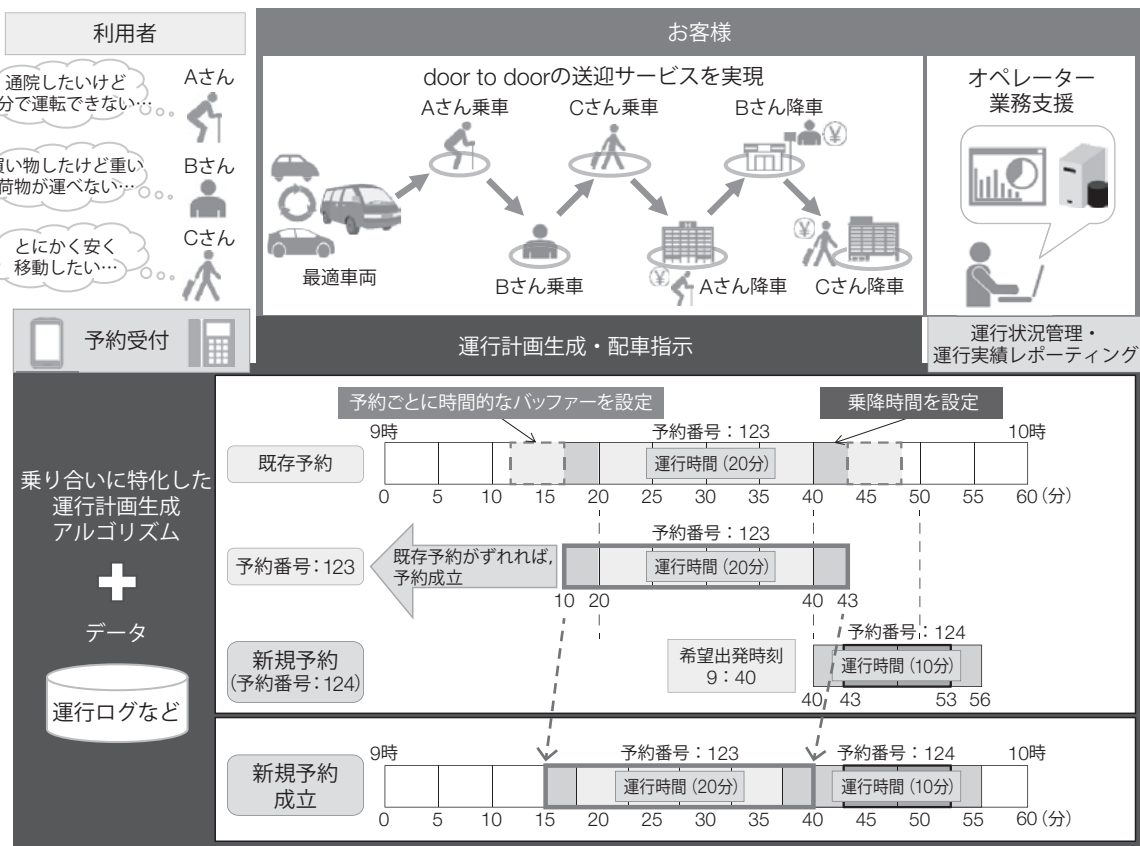 利用者
お客様
通院したいけど
分で運転できない…
Aさん
買い物したけど重い
荷物が運べない…
Bさん
とにかく安く
移動したい…
Cさん
door to doorの送迎サービスを実現
Aさん乗車
Cさん乗車
Bさん降車
¥
最適車両
Bさん乗車
¥
Aさん降車
¥
Cさん降車
オペレーター
業務支援
予約受付
運行計画生成・配車指示
運行状況管理・
運行実績レポーティング
乗り合いに特化した
運行計画生成
アルゴリズム
データ
運行ログなど
予約ごとに時間的なバッファーを設定
乗降時間を設定
9時
予約番号：123
10時
既存予約
運行時間（20分）
0 5 10 15 20 25 30 35 40 45 50 55 60（分）
予約番号：123
予約番号：123
既存予約がずれれば，
予約成立
運行時間（20分）
10 20 40 43
予約番号：124
新規予約
（予約番号：124）
希望出発時刻
9：40
運行時間（10分）
40 43 53 56
9時
予約番号：123
予約番号：124
10時
新規予約
成立
運行時間（20分）
運行時間（10分）
0 5 10 15 20 25 30 35 40 45 50 55 60（分）